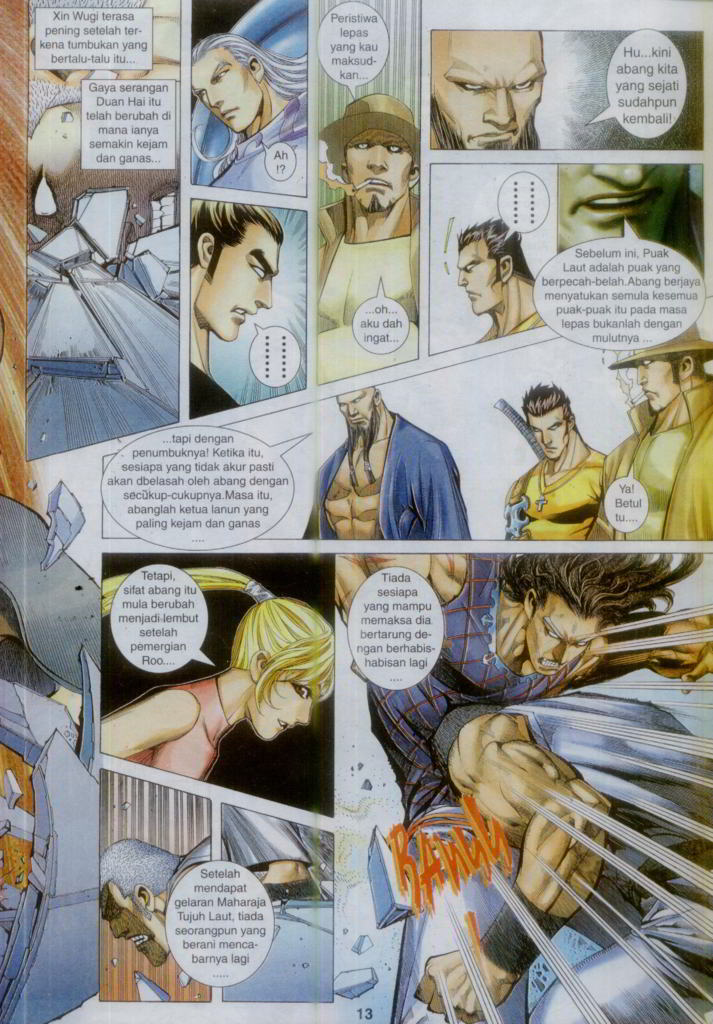 Xin Wugi terasa
pening setelah ter-
kena tumbukan yang
bertalu-talu itu...
Gaya serangan
Duan Hai itu
telah berubah di
mana ianya
semakin kejam
dan ganas...
Ah
!?
Peristiwa
lepas
yang kau
maksud-
kan...
...oh...
aku dah
ingat...
Hu...kini
abang kita
yang sejati
sudahpun
kembali!
Sebelum ini, Puak
Laut adalah puak yang
berpecah-belah.Abang berjaya
menyatukan semula kesemua
puak-puak itu pada masa
lepas bukanlah dengan
mulutnya ...
...tapi dengan
penumbuknya! Ketika itu,
sesiapa yang tidak akur pasti
akan dbelasah oleh abang dengan
secukup-cukupnya.Masa itu,
abanglah ketua lanun yang
paling kejam dan ganas
....
Ya!
Betul
tu....
Tetapi,
sifat abang itu
mula berubah
menjadi lembut
setelah
pemergian
Roo....
Tiada
sesiapa
yang mampu
memaksa dia
bertarung de-
ngan berhabis-
habisan lagi
....
Setelah
mendapat
gelaran Maharaja
Tujuh Laut, tiada
seorangpun yang
berani menca-
barnya lagi
.....
13